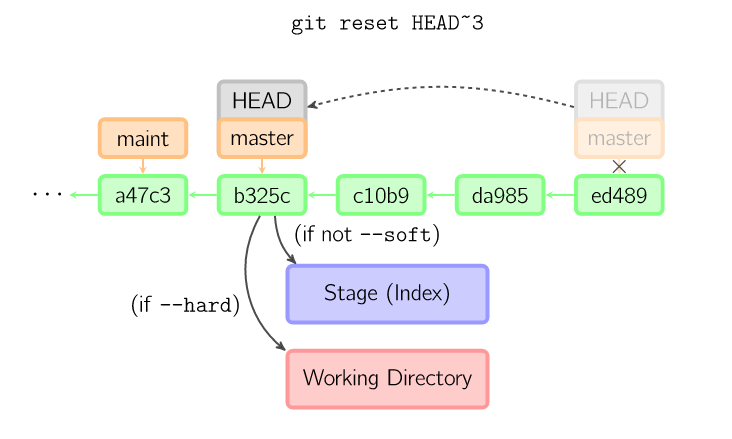 git reset HEAD~3
HEAD HEAD
maint master master
... a47c3 b325c c10b9 da985 ed489
(if not --soft)
Stage (Index)
(if --hard)
Working Directory